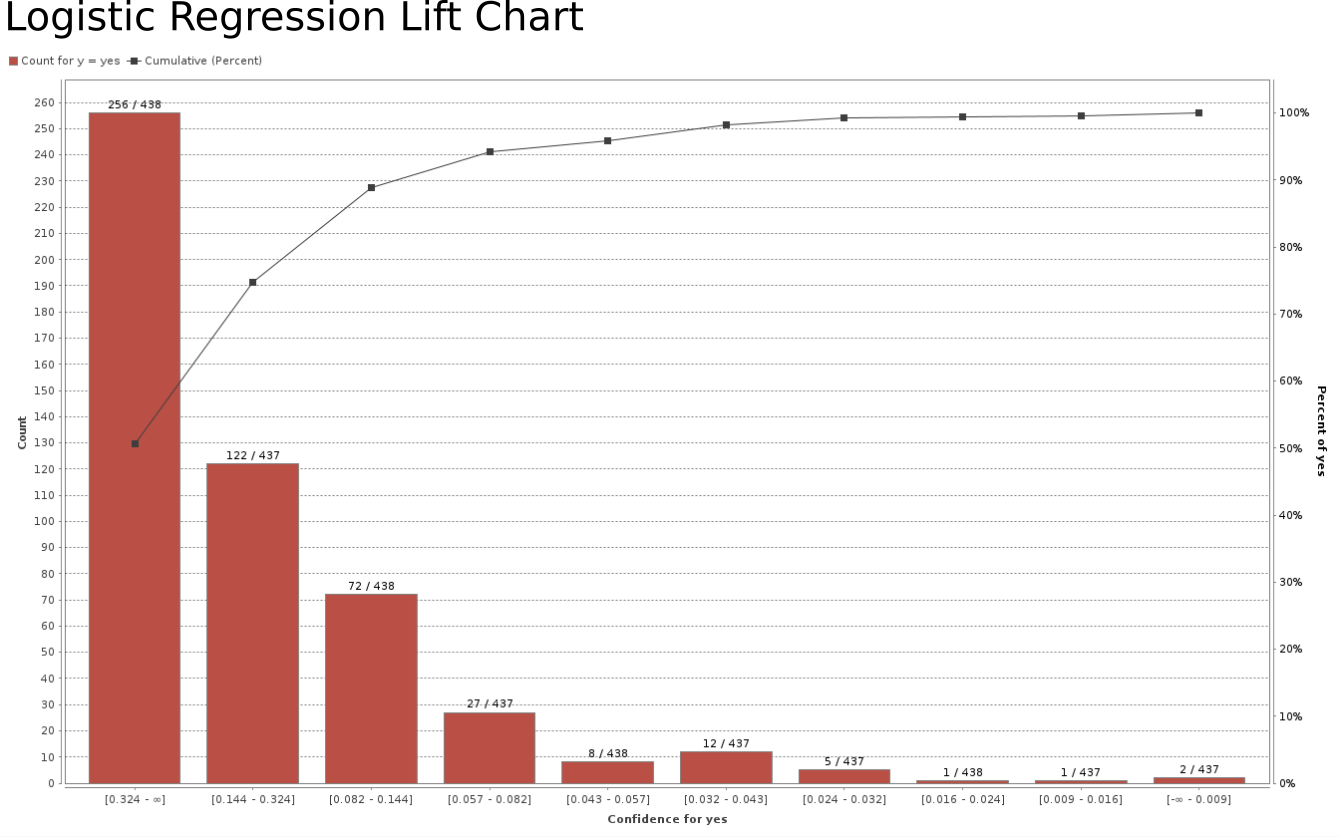 Logistic Regression Lift Chart
Count for y = yes Cumulative (Percent)
260
250
240
230
220
210
200
190
180
170
160
150
140
130
120
110
100
90
80
70
60
50
40
30
20
10
0
Count
256 / 438
122 / 437
72 / 438
27 / 437
8 / 438
12 / 437
5 / 437
1 / 438
1 / 437
2 / 437
100%
90%
80%
70%
60%
50%
40%
30%
20%
10%
0%
Percent of yes
[0.324 - ∞] [0.144 - 0.324] [0.082 - 0.144] [0.057 - 0.082] [0.043 - 0.057] [0.032 - 0.043] [0.024 - 0.032] [0.016 - 0.024] [0.009 - 0.016] [-∞ - 0.009]
Confidence for yes